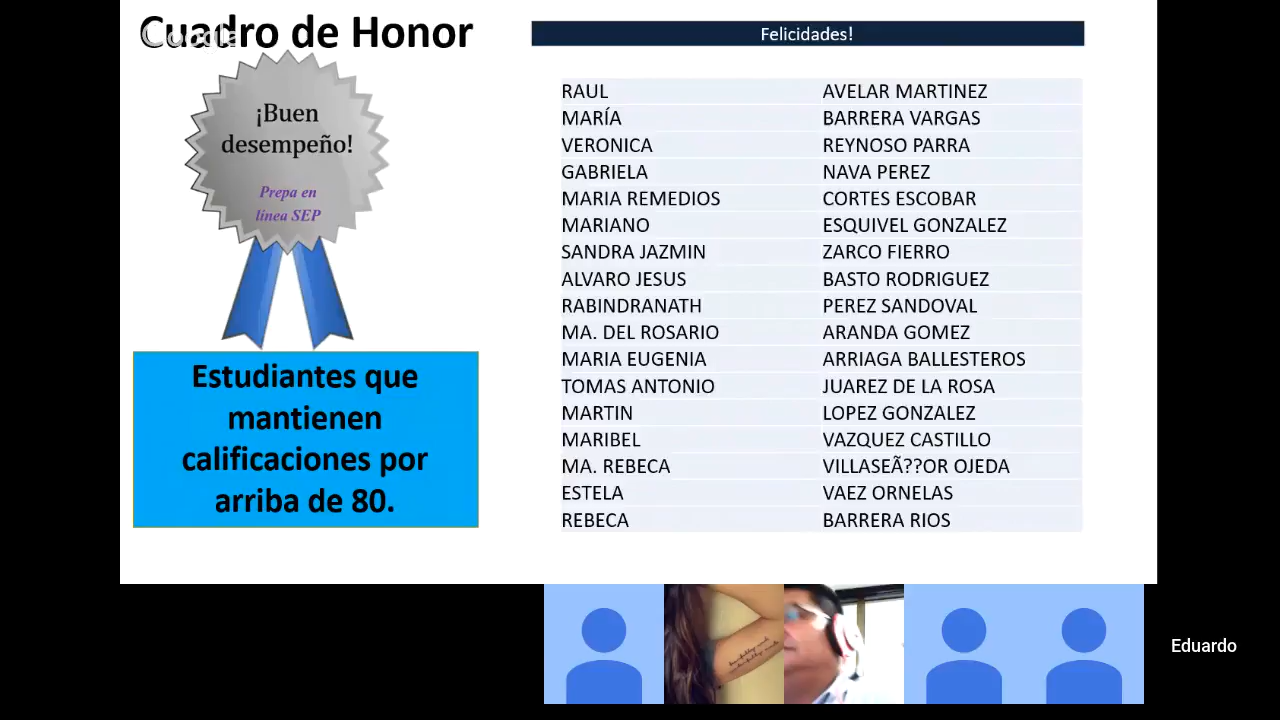 Cuadro de Honor
Google
¡Buen
desempeño!
Prepa en
línea SEP
Estudiantes que
mantienen
calificaciones por
arriba de 80.
Felicidades!
RAUL AVELAR MARTINEZ
MARÍA BARRERA VARGAS
VERONICA REYNOSO PARRA
GABRIELA NAVA PEREZ
MARIA REMEDIOS CORTES ESCOBAR
MARIANO ESQUIVEL GONZALEZ
SANDRA JAZMIN ZARCO FIERRO
ALVARO JESUS BASTO RODRIGUEZ
RABINDRANATH PEREZ SANDOVAL
MA. DEL ROSARIO ARANDA GOMEZ
MARIA EUGENIA ARRIAGA BALLESTEROS
TOMAS ANTONIO JUAREZ DE LA ROSA
MARTIN LOPEZ GONZALEZ
MARIBEL VAZQUEZ CASTILLO
MA. REBECA VILLASEÃ??OR OJEDA
ESTELA VAEZ ORNELAS
REBECA BARRERA RIOS
Eduardo